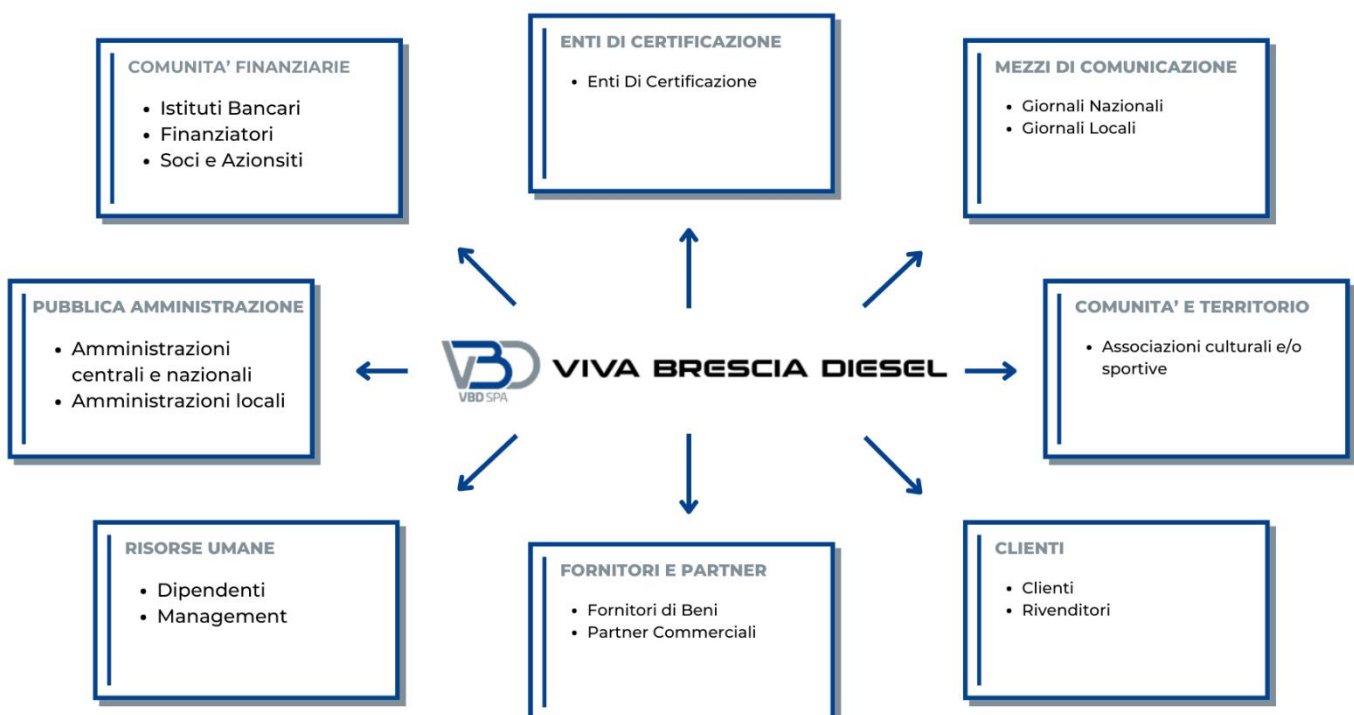 COMUNITA' FINANZIARIE
• Istituti Bancari
• Finanziatori
• Soci e Azionsiti
ENTI DI CERTIFICAZIONE
• Enti Di Certificazione
MEZZI DI COMUNICAZIONE
• Giornali Nazionali
• Giornali Locali
PUBBLICA AMMINISTRAZIONE
• Amministrazioni
centrali e nazionali
• Amministrazioni locali
VBD
VBD SPA
VIVA BRESCIA DIESEL
COMUNITA' E TERRITORIO
• Associazioni culturali e/o
sportive
RISORSE UMANE
• Dipendenti
• Management
FORNITORI E PARTNER
• Fornitori di Beni
• Partner Commerciali
CLIENTI
• Clienti
• Rivenditori